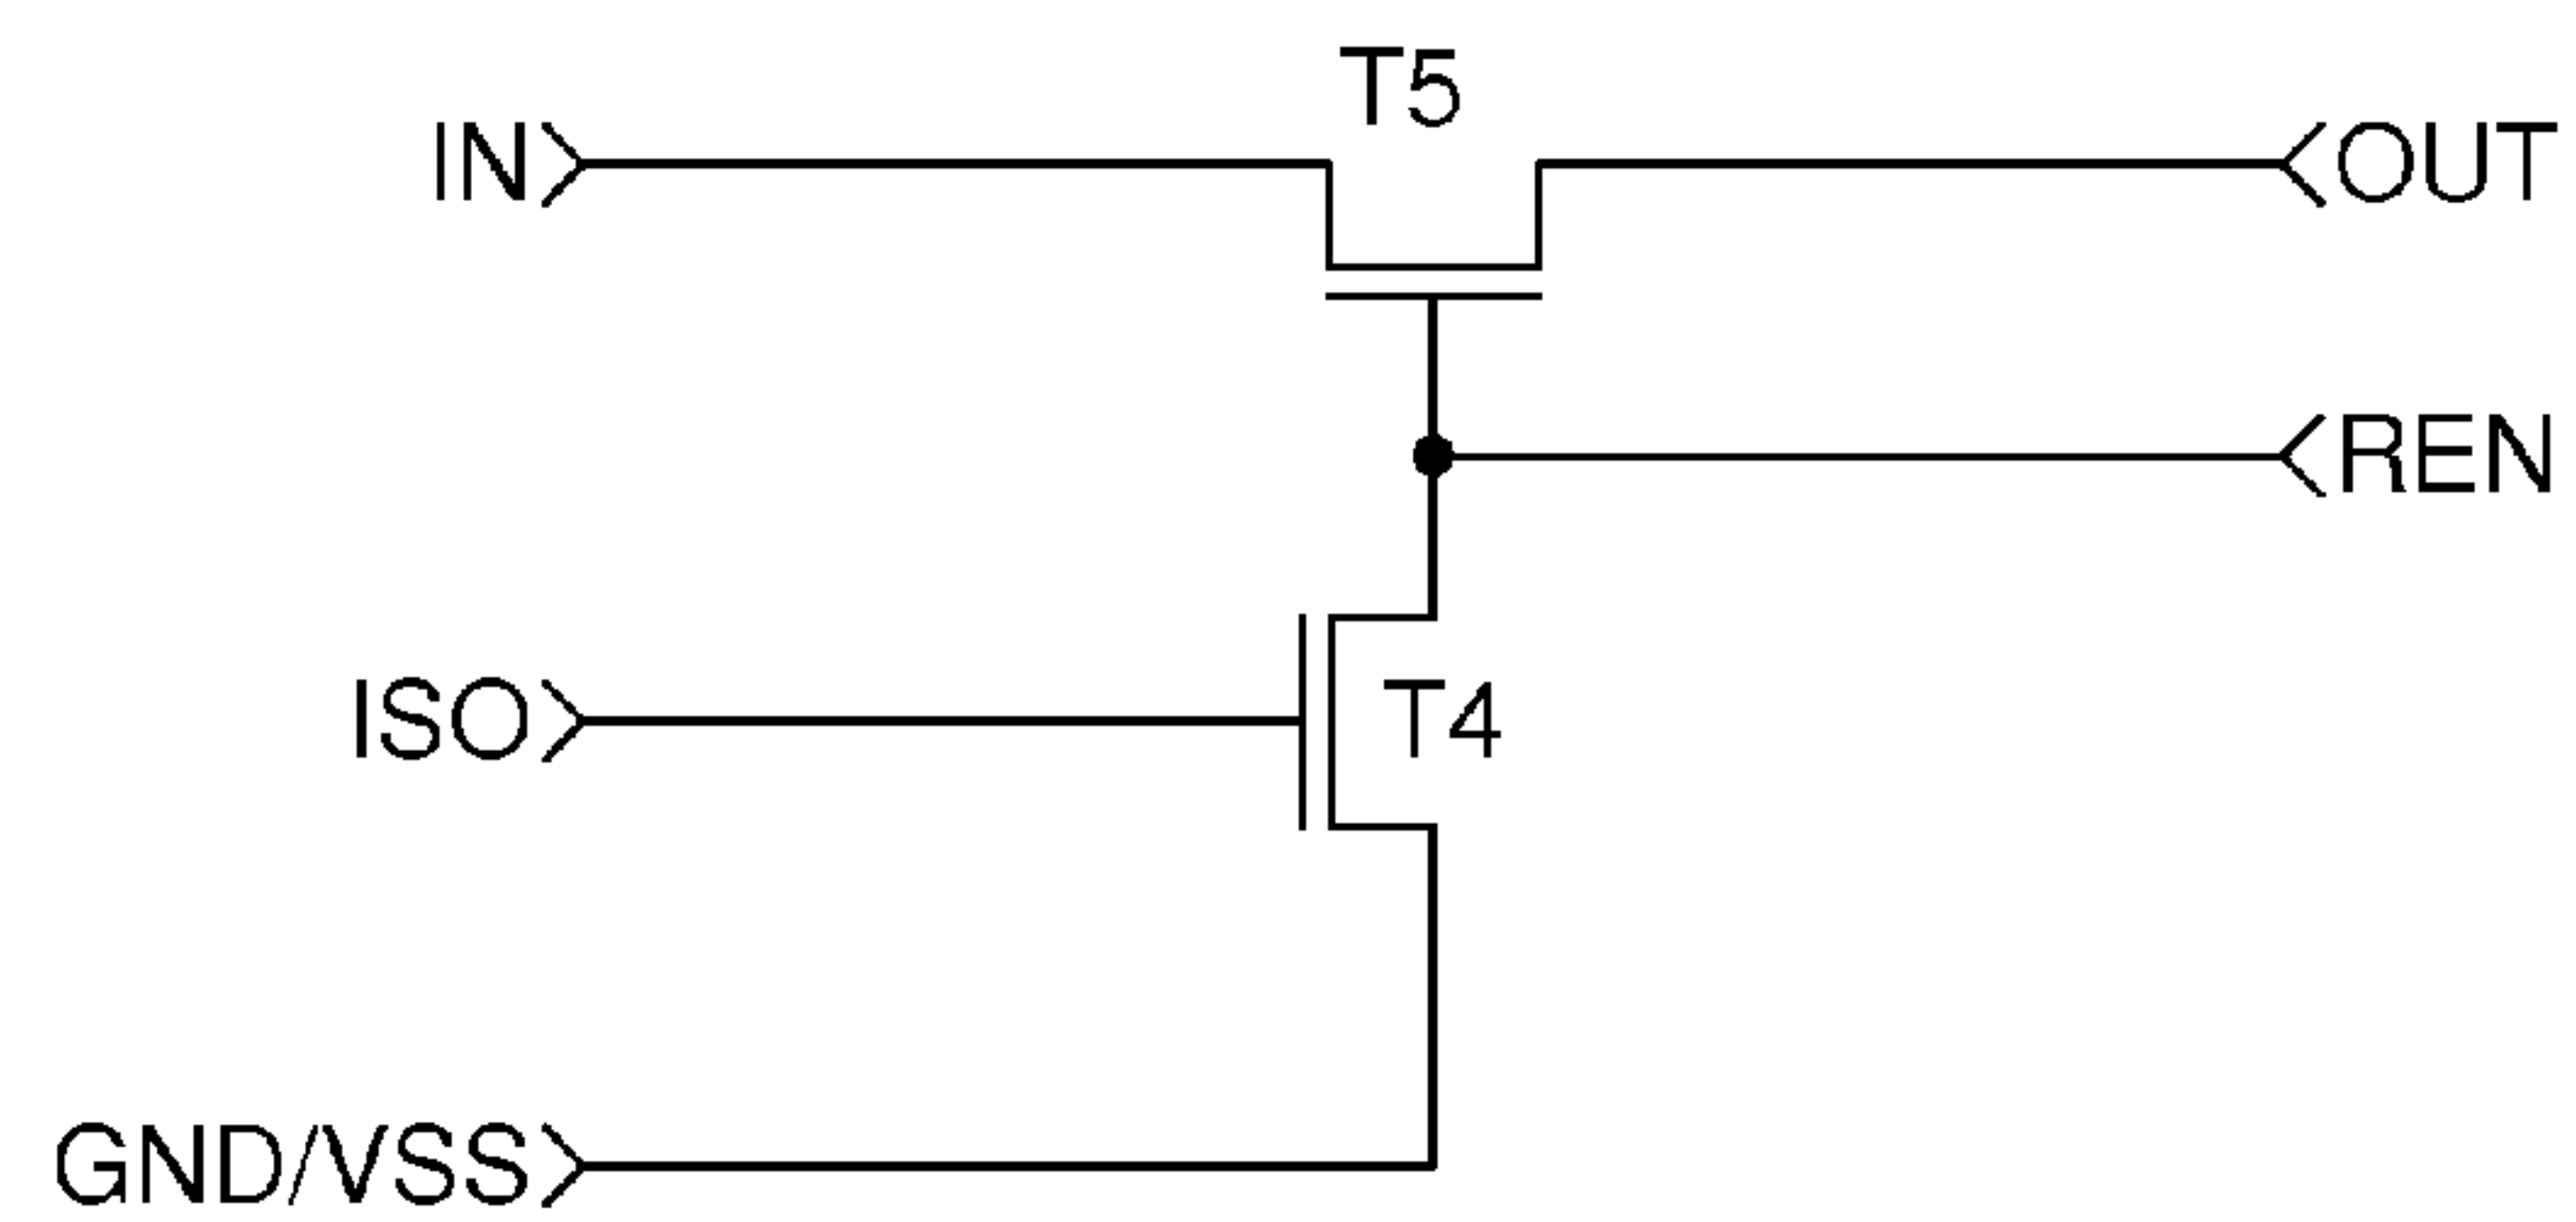 T5
IN
OUT
REN
ISO
T4
GND/VSS